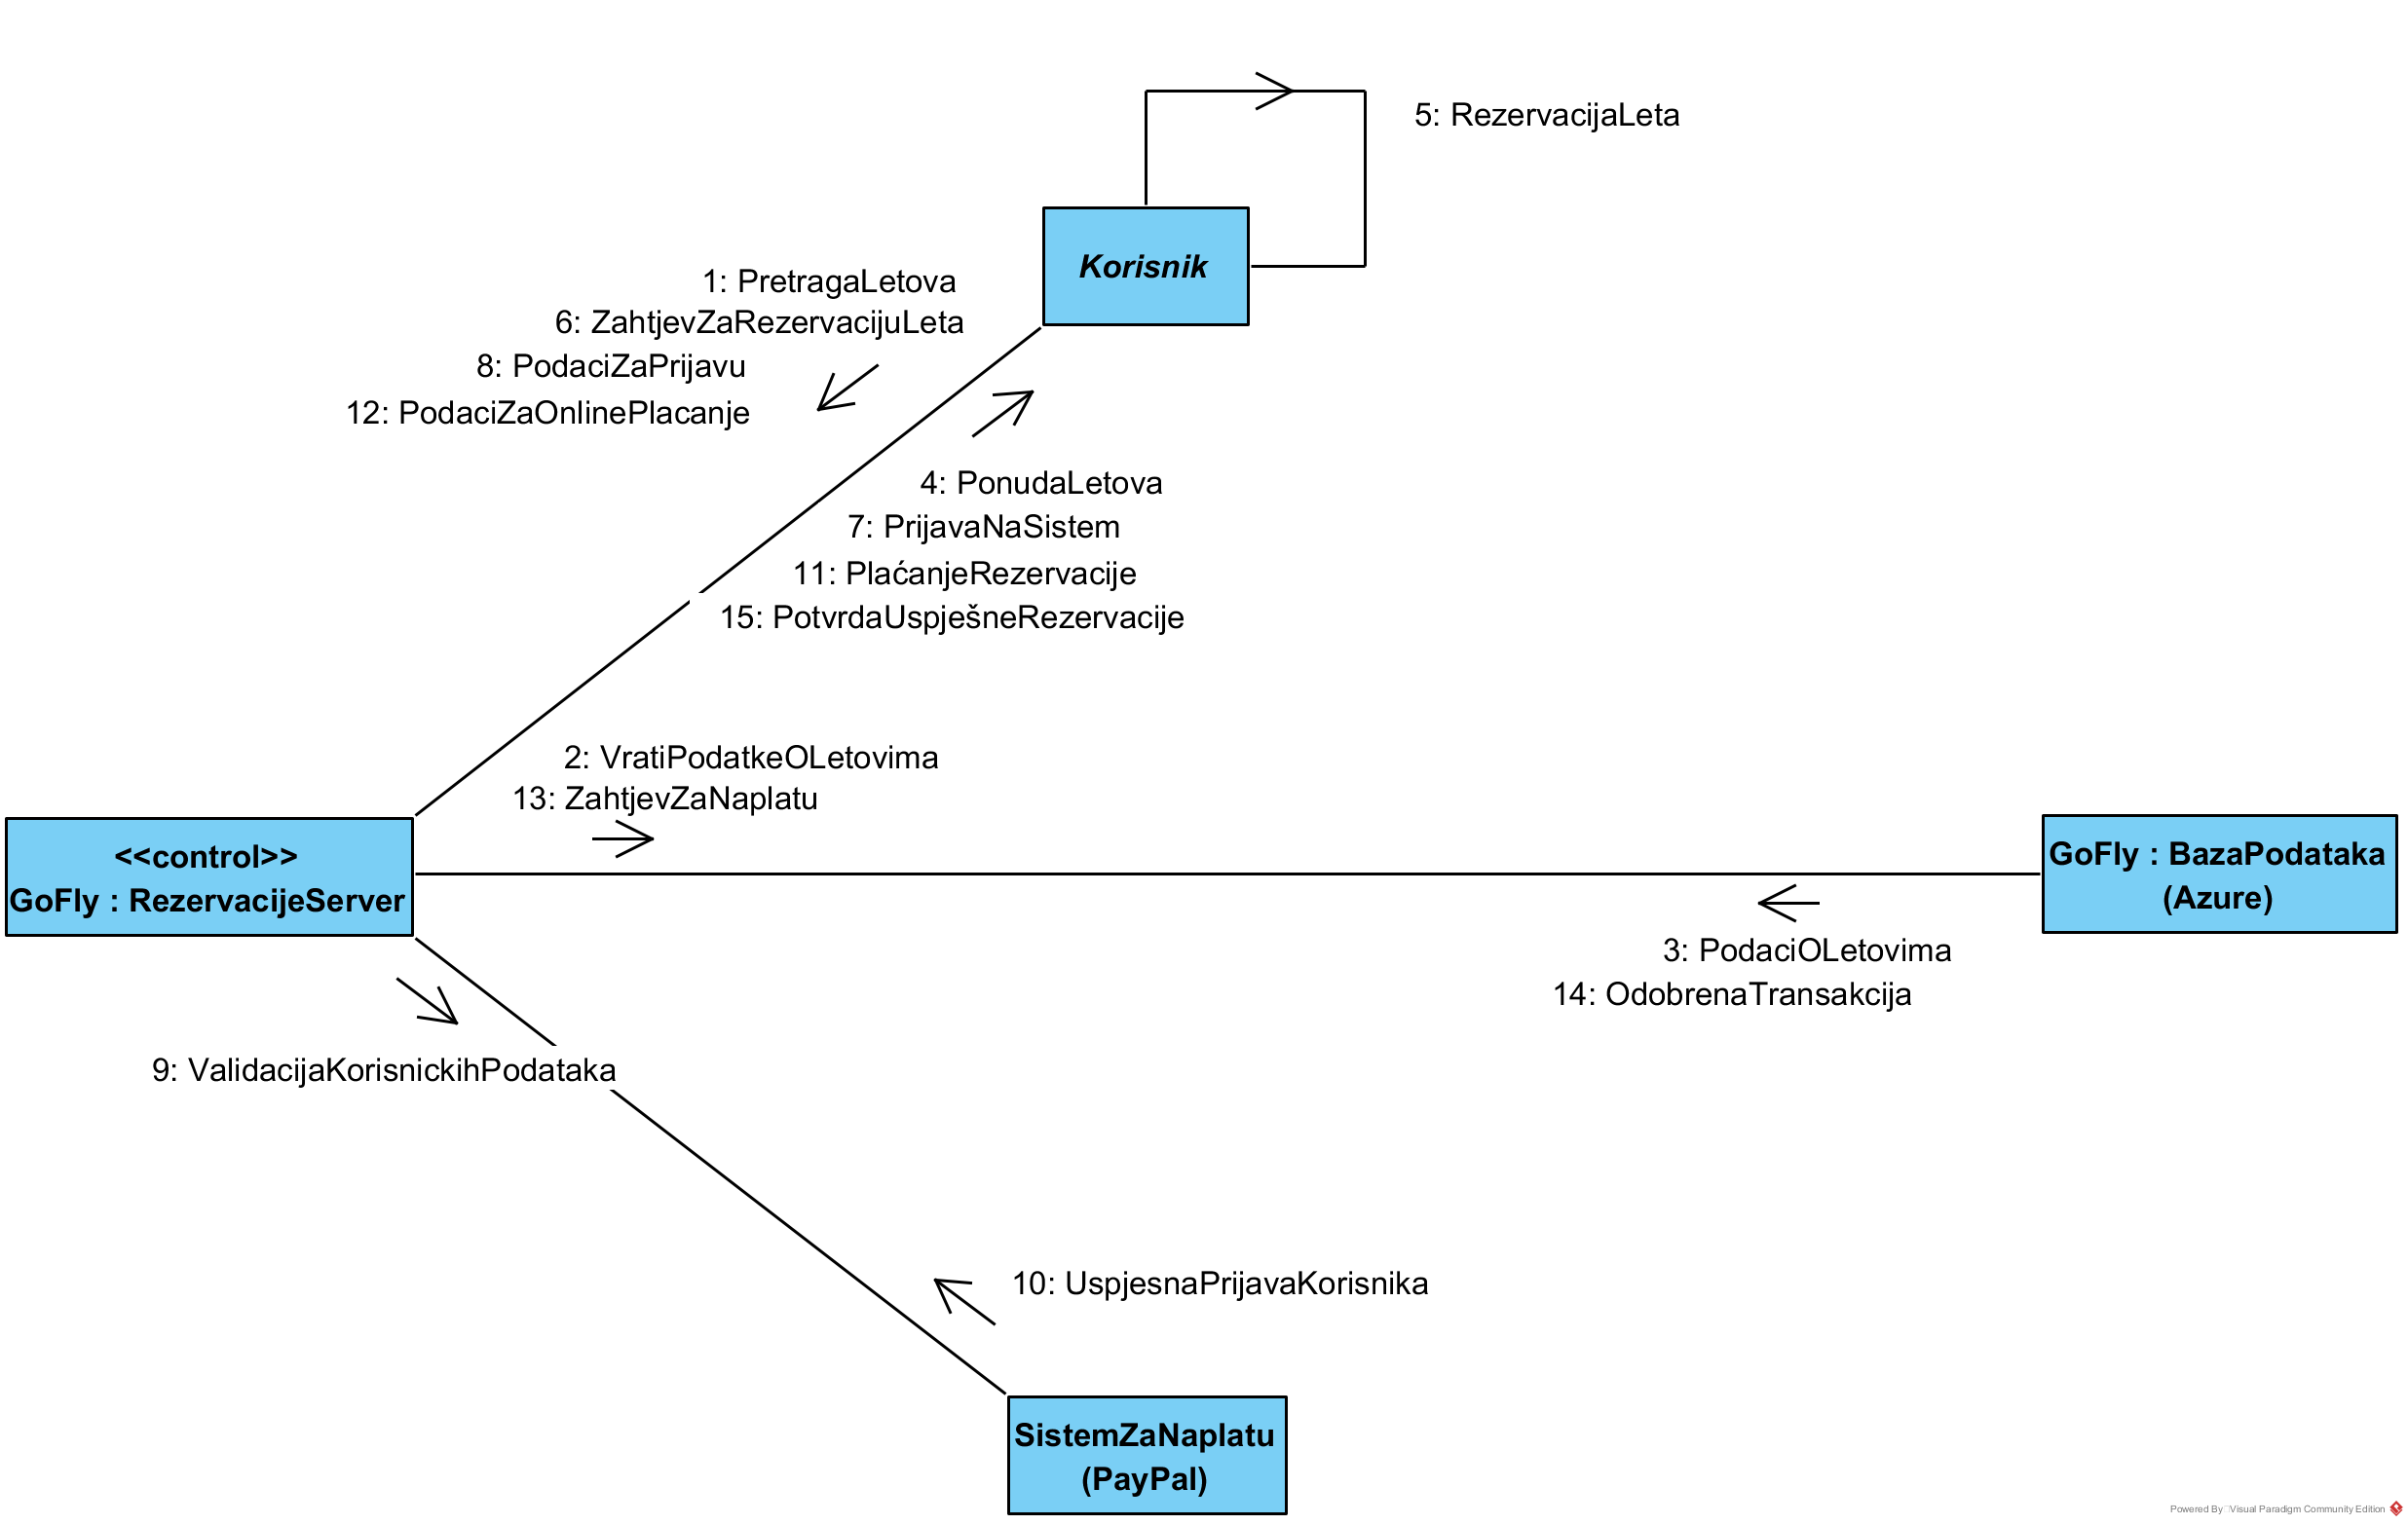 5: RezervacijaLeta
Korisnik
1: PretragaLetova
6: ZahtjevZaRezervacijuLeta
8: PodaciZaPrijavu
12: PodaciZaOnlinePlacanje
4: PonudaLetova
7: PrijavaNaSistem
11: PlaćanjeRezervacije
15: PotvrdaUspješneRezervacije
2: VratiPodatkeOLetovima
13: ZahtjevZaNaplatu
<<control>>
GoFly : RezervacijeServer
GoFly : BazaPodataka
(Azure)
3: PodaciOLetovima
14: OdobrenaTransakcija
9: ValidacijaKorisnickihPodataka
10: UspjesnaPrijavaKorisnika
SistemZaNaplatu
(PayPal)
Powered By Visual Paradigm Community Edition